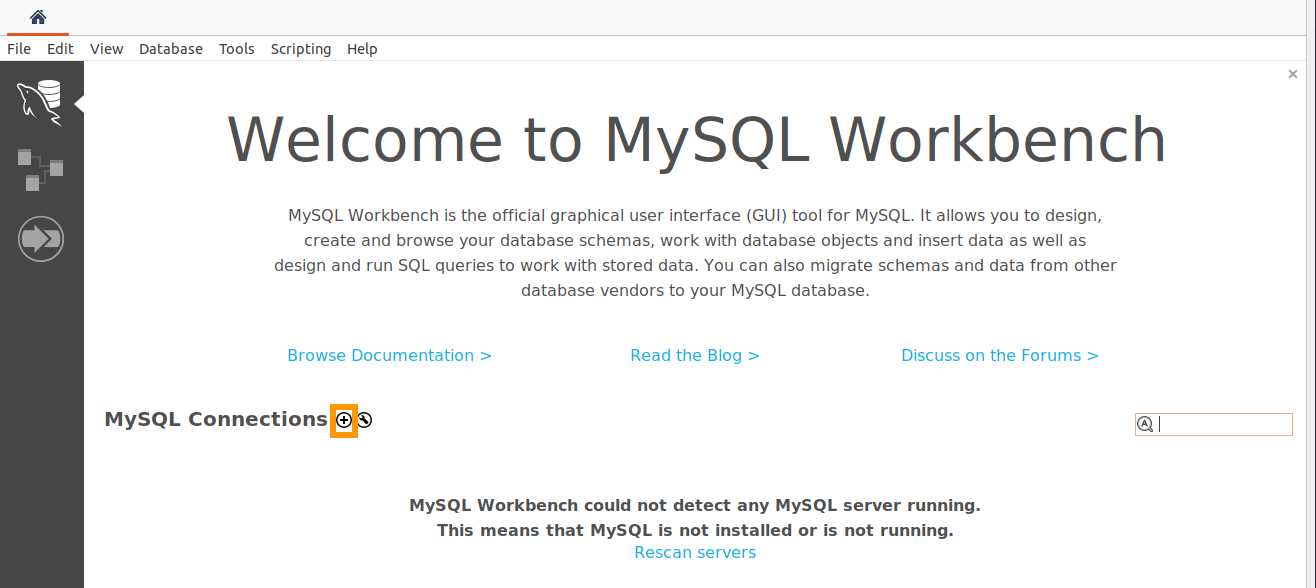 File Edit View Database Tools Scripting Help
Welcome to MySQL Workbench
MySQL Workbench is the official graphical user interface (GUI) tool for MySQL. It allows you to design,
create and browse your database schemas, work with database objects and insert data as well as
design and run SQL queries to work with stored data. You can also migrate schemas and data from other
database vendors to your MySQL database.
Browse Documentation > Read the Blog > Discuss on the Forums >
MySQL Connections
MySQL Workbench could not detect any MySQL server running.
This means that MySQL is not installed or is not running.
Rescan servers